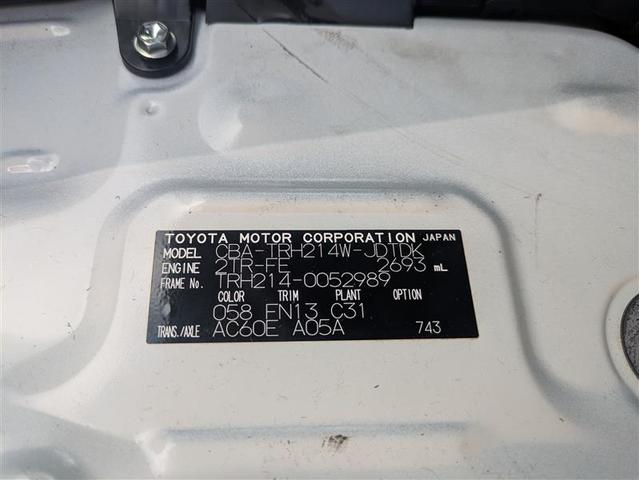 TOYOTA MOTOR CORPORATION JAPAN
MODEL CBA-TRH214W-JDTDK
ENGINE 2TR-FE 2693 mL
FRAME No. TRH214-0052989
COLOR TRIM PLANT OPTION
058 EN13 C31
TRANS./AXLE AC60E A05A 743